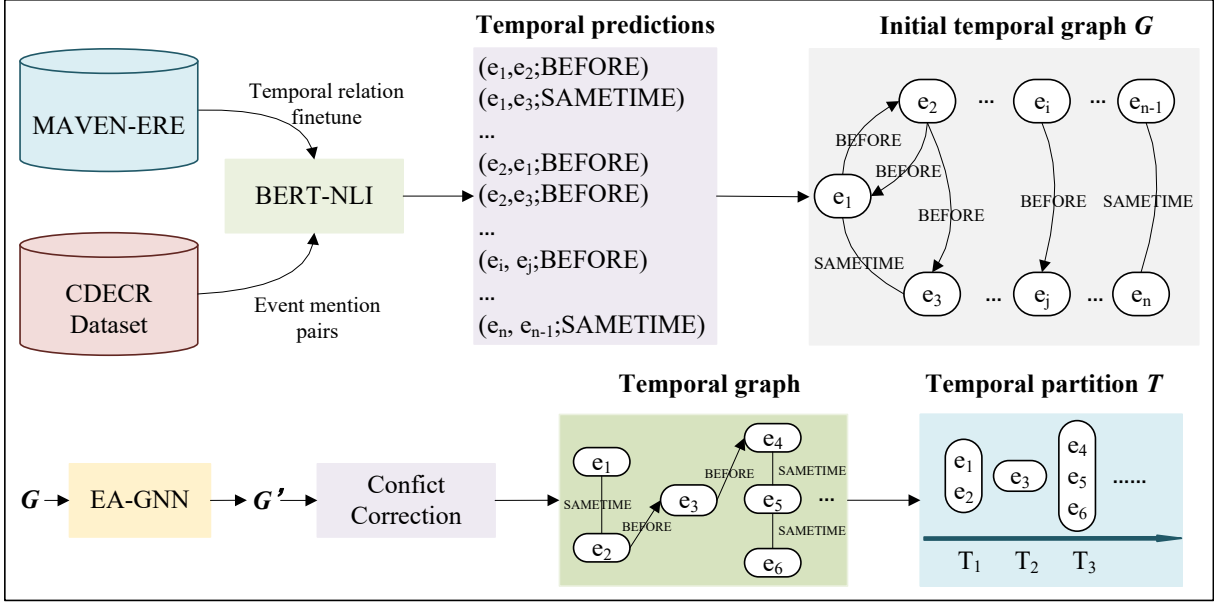 MAVEN-ERE
CDECR
Dataset
Temporal relation
finetune
BERT-NLI
Event mention
pairs
Temporal predictions
(e1,e2;BEFORE)
(e1,e3;SAMETIME)
...
(e2,e1;BEFORE)
(e2,e3;BEFORE)
...
(ei, ej;BEFORE)
...
(en, en-1;SAMETIME)
Initial temporal graph G
e2 ... ei ... en-1
BEFORE
BEFORE
e1
BEFORE
BEFORE
SAMETIME
SAMETIME
e3 ... ej ... en
G
EA-GNN
G'
Confict
Correction
Temporal graph
e1
SAMETIME
e2
BEFORE
e3
BEFORE
e4
SAMETIME
e5
...
SAMETIME
e6
Temporal partition T
e1
e2
e3
e4
e5
e6
......
T1 T2 T3